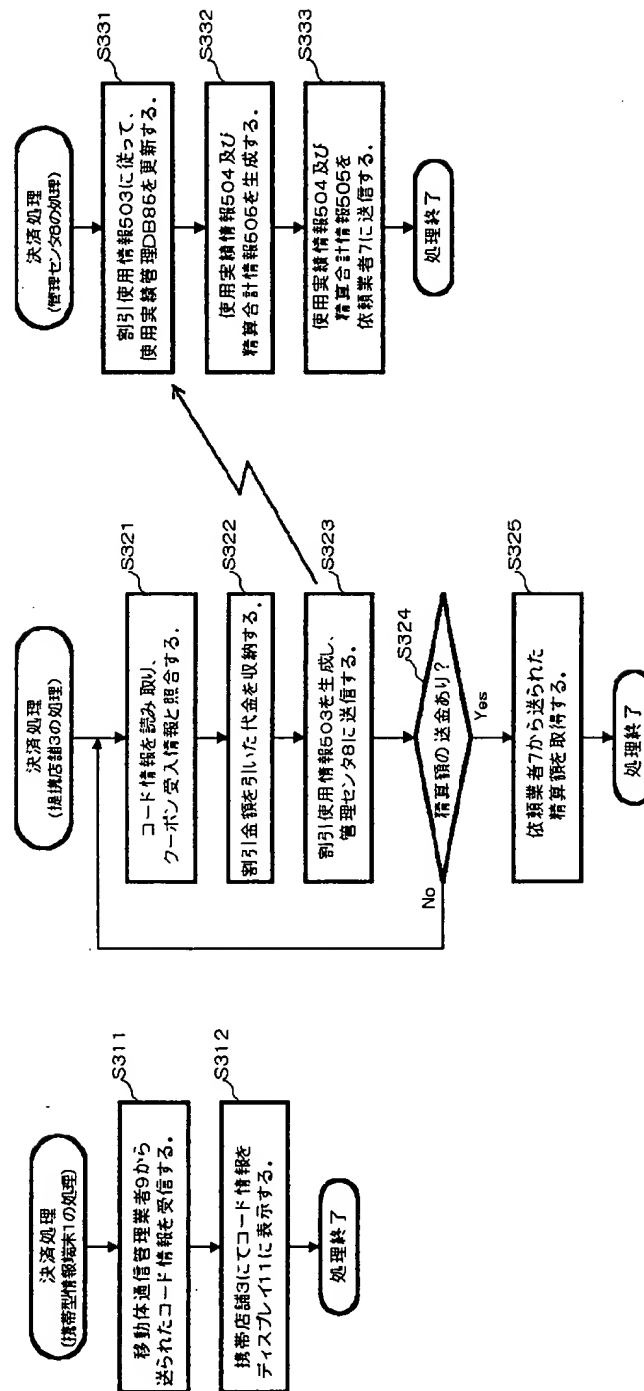 決済処理
(携帯型情報端末1の処理)
S311
移動体通信管理業者9から
送られたコード情報を受信する。
S312
携帯店舗3にてコード情報を
ディスプレイ11に表示する。
処理終了
決済処理
(提携店舗3の処理)
S321
コード情報を読み取り、
クーポン受入情報と照合する。
S322
割引金額を引いた代金を収納する。
S323
割引使用情報503を生成し、
管理センタ8に送信する。
S324
精算額の送金あり?
No
Yes
S325
依頼業者7から送られた
精算額を取得する。
処理終了
決済処理
(管理センタ8の処理)
S331
割引使用情報503に従って、
使用実績管理DB85を更新する。
S332
使用実績情報504及び
精算合計情報505を生成する。
S333
使用実績情報504及び
精算合計情報505を
依頼業者7に送信する。
処理終了